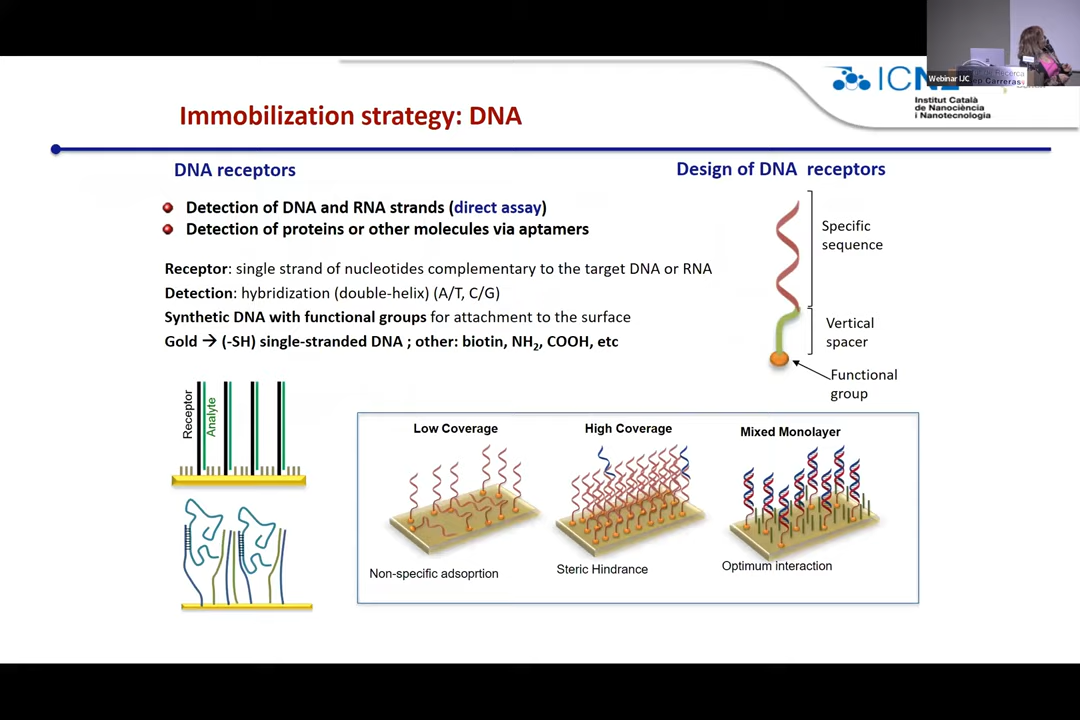 Webinar IJC
Recerca
ep Carreras
ICN
Institut Català
de Nanociència
i Nanotecnologia
Immobilization strategy: DNA
DNA receptors
Detection of DNA and RNA strands (direct assay)
Detection of proteins or other molecules via aptamers
Receptor: single strand of nucleotides complementary to the target DNA or RNA
Detection: hybridization (double-helix) (A/T, C/G)
Synthetic DNA with functional groups for attachment to the surface
Gold → (-SH) single-stranded DNA ; other: biotin, NH2, COOH, etc
Design of DNA receptors
Specific
sequence
Vertical
spacer
Functional
group
Receptor
Analyte
Low Coverage
High Coverage
Mixed Monolayer
Non-specific adsoprtion
Steric Hindrance
Optimum interaction